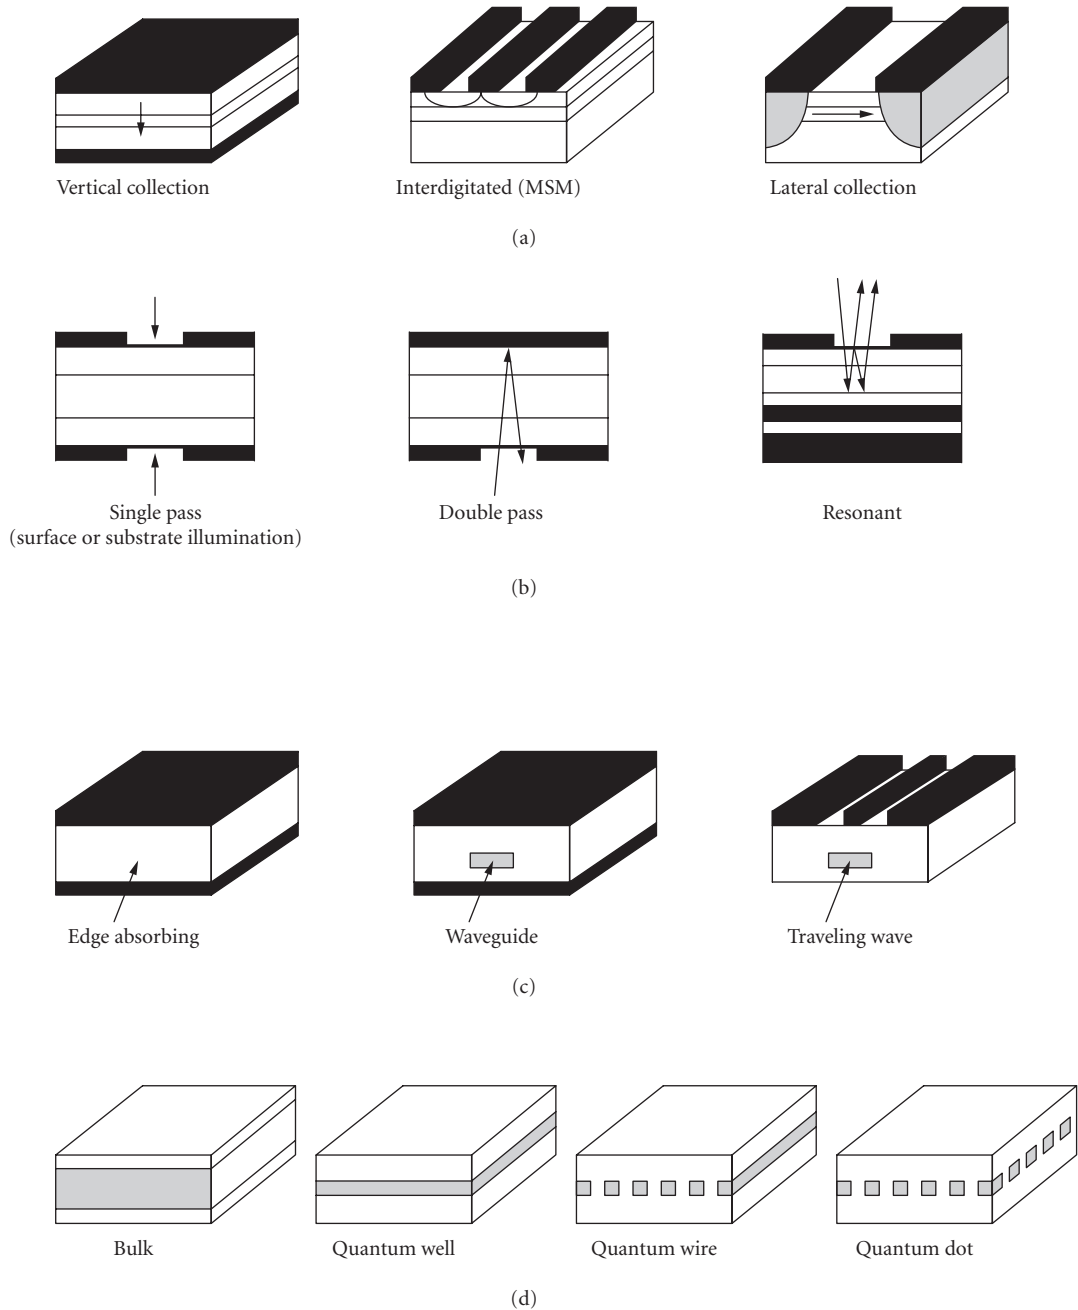 Vertical collection
Interdigitated (MSM)
Lateral collection
(a)
Single pass
(surface or substrate illumination)
Double pass
Resonant
(b)
Edge absorbing
Waveguide
Traveling wave
(c)
Bulk
Quantum well
Quantum wire
Quantum dot
(d)